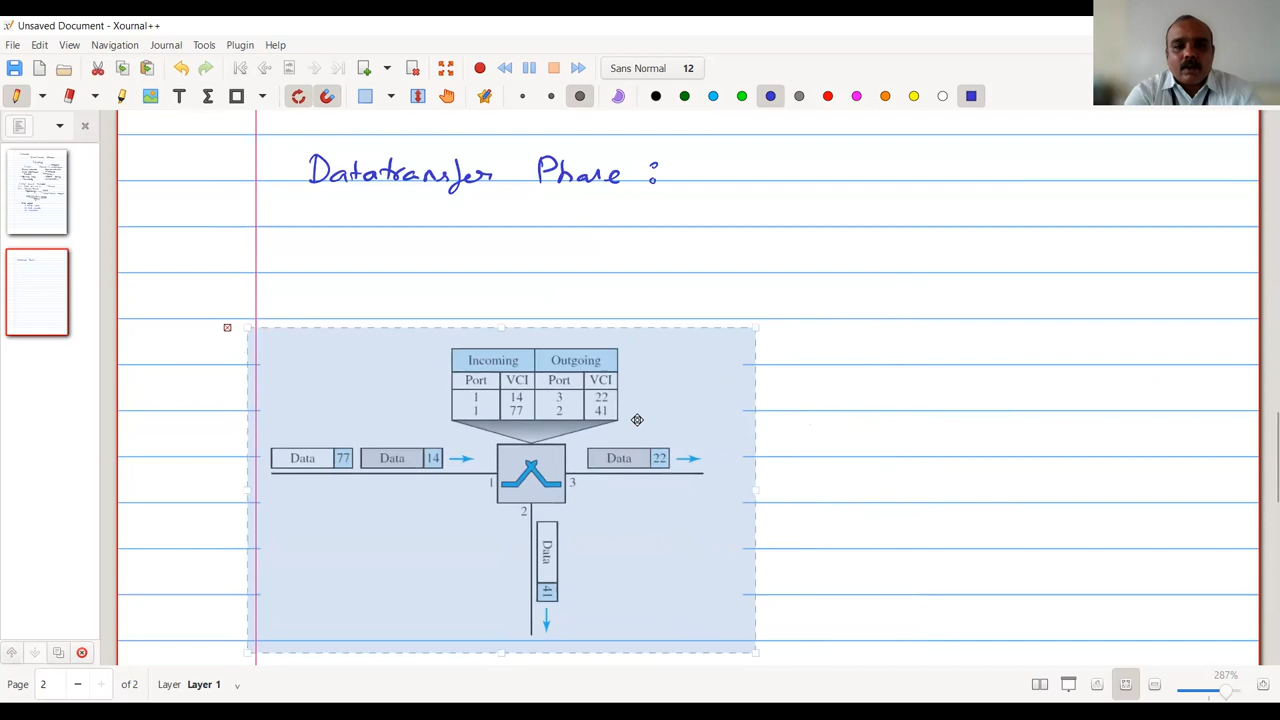 Unsaved Document - Xournal++
File Edit View Navigation Journal Tools Plugin Help
Sans Normal 12
Datatransfer Phase :
Incoming Outgoing
Port VCI Port VCI
1 14 3 22
1 77 2 41
Data 77 Data 14 Data 22
1 3
2
Data 41
Page 2 of 2 Layer Layer 1 287%